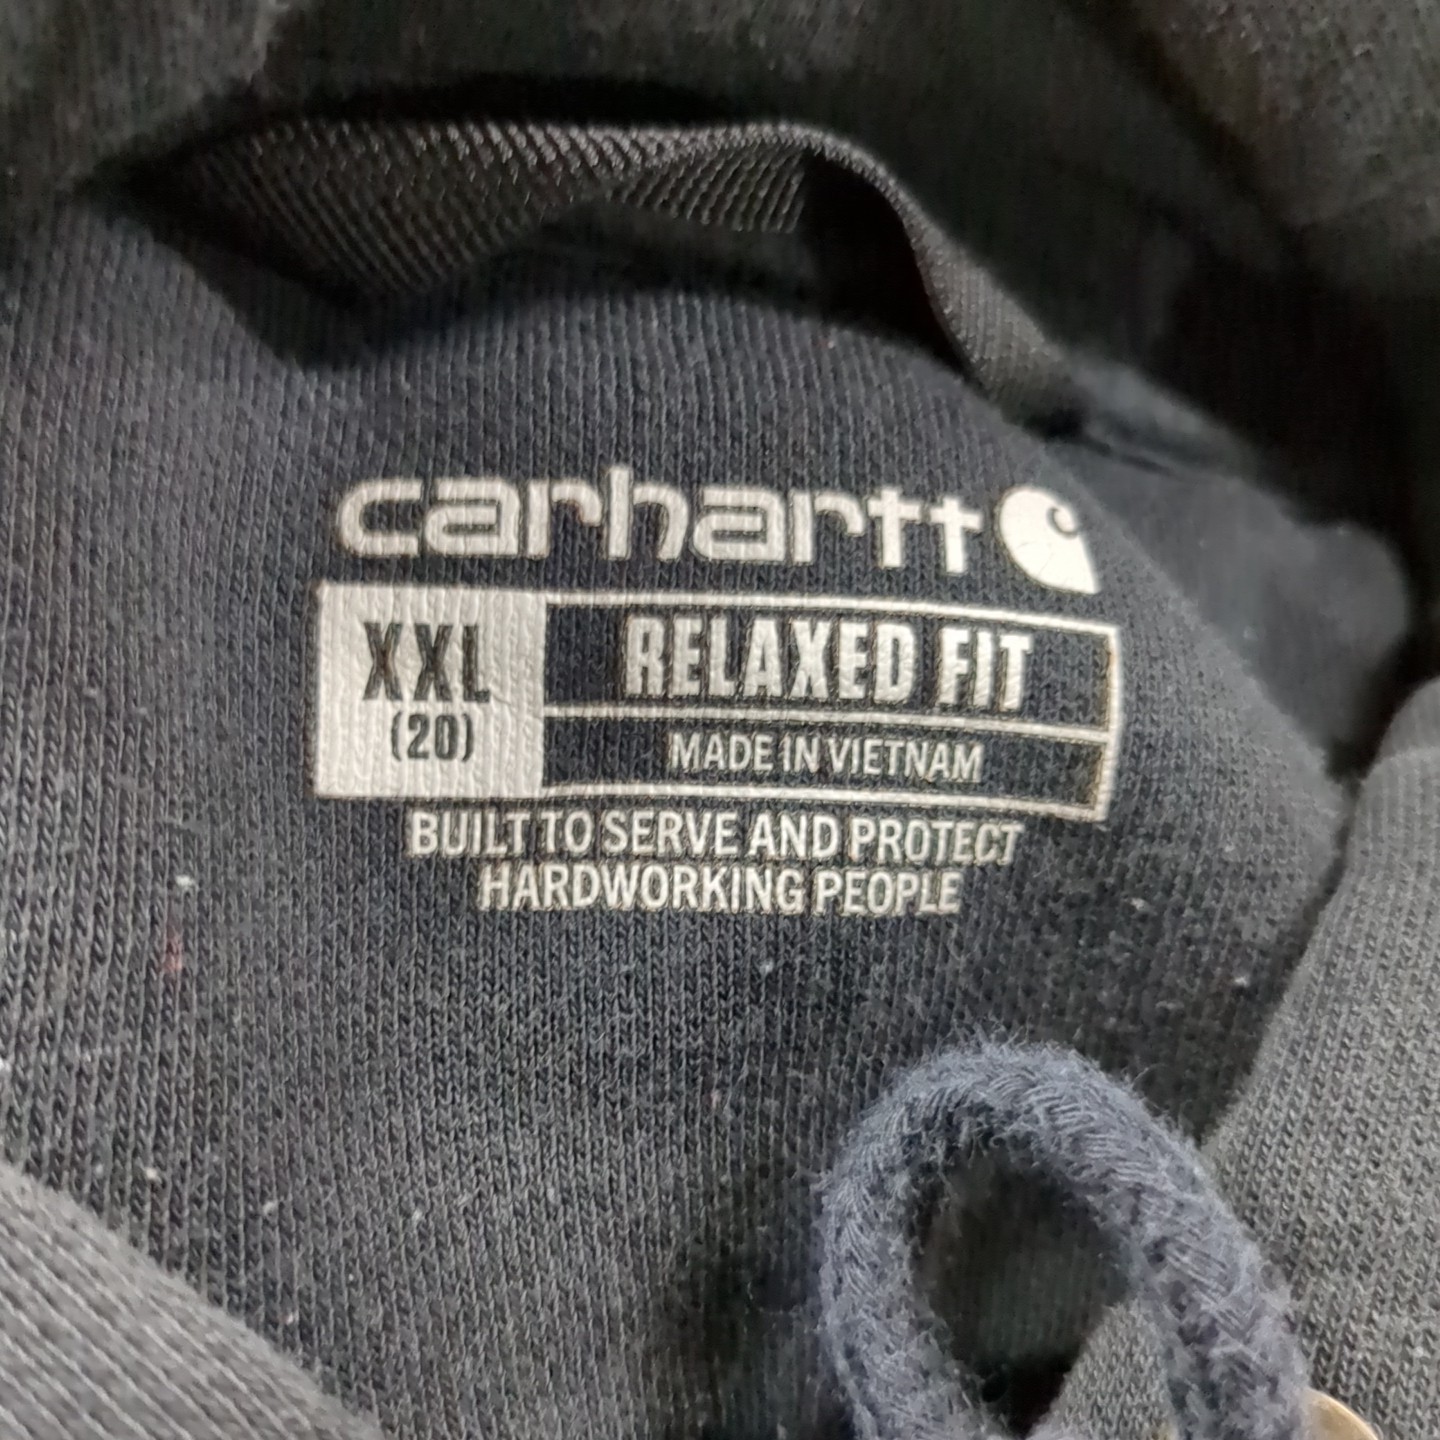 carhartt
XXL
(20)
RELAXED FIT
MADE IN VIETNAM
BUILT TO SERVE AND PROTECT
HARDWORKING PEOPLE